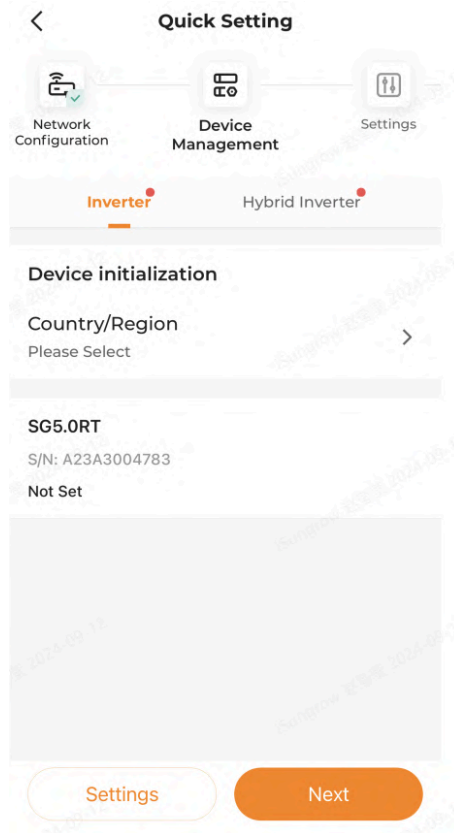 Quick Setting
Network
Configuration
Device
Management
Settings
Inverter
Hybrid Inverter
Device initialization
Country/Region
Please Select
SG5.0RT
S/N: A23A3004783
Not Set
Settings
Next